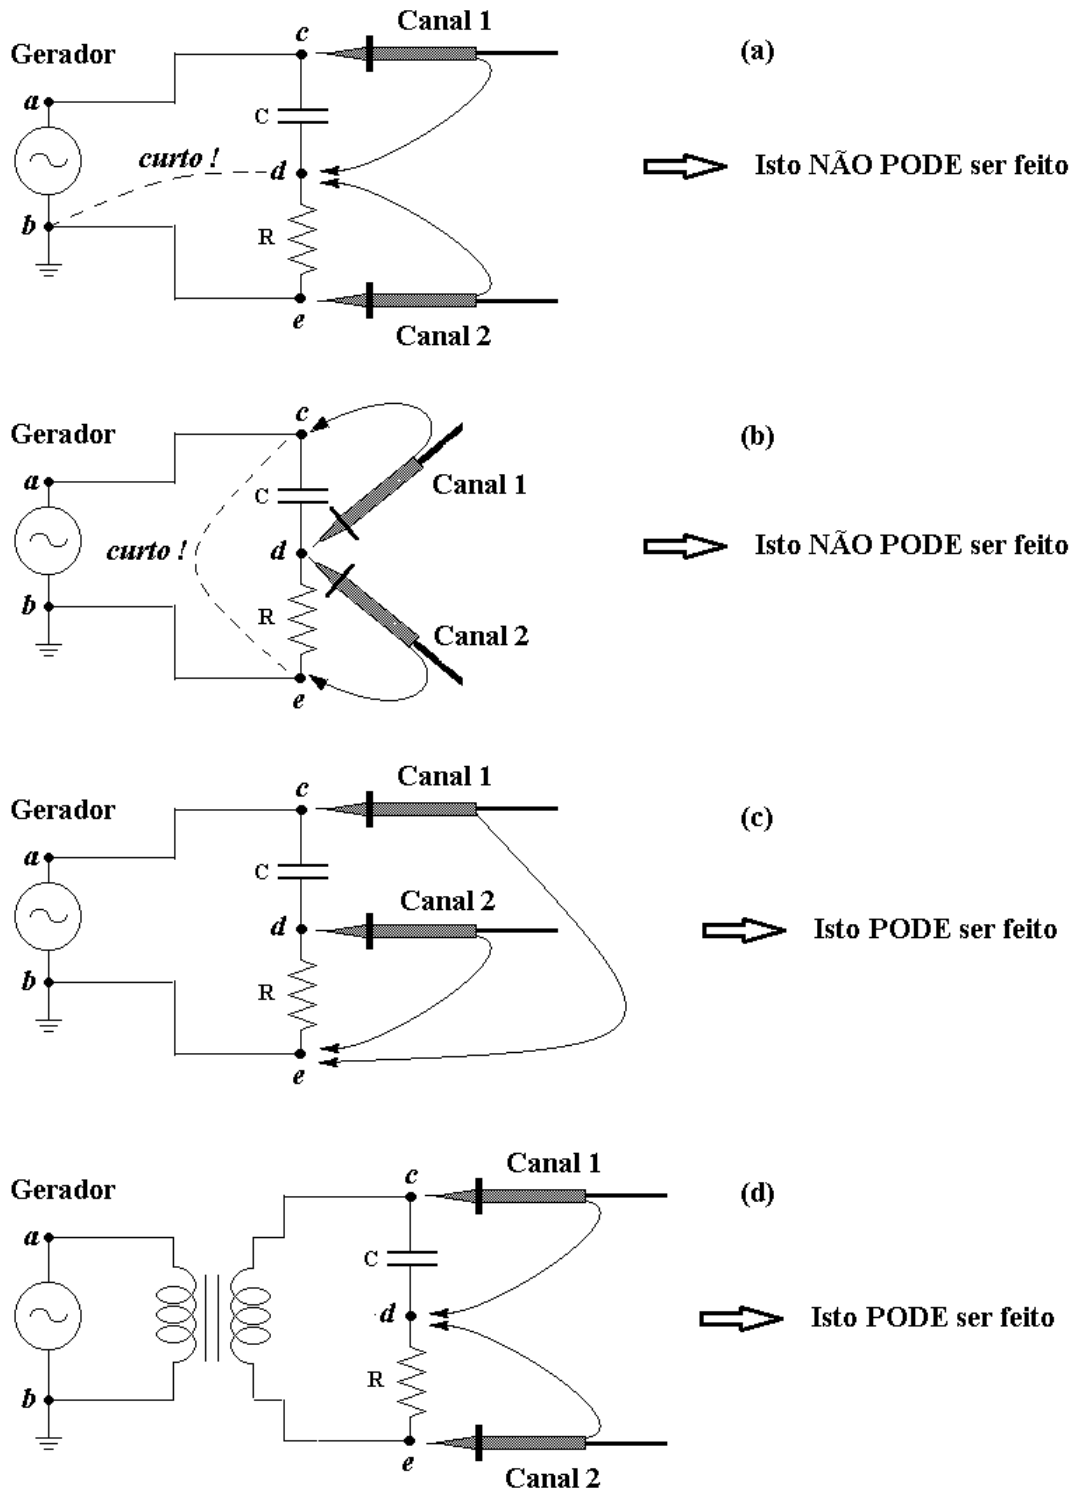 c
Canal 1
(a)
Gerador
a
C
curto !
d
Isto NÃO PODE ser feito
b
R
e
Canal 2
c
(b)
Gerador
a
C
Canal 1
curto !
d
Isto NÃO PODE ser feito
b
R
Canal 2
e
Canal 1
c
(c)
Gerador
a
C
Canal 2
d
Isto PODE ser feito
b
R
e
Canal 1
c
(d)
Gerador
a
C
d
Isto PODE ser feito
R
b
e
Canal 2